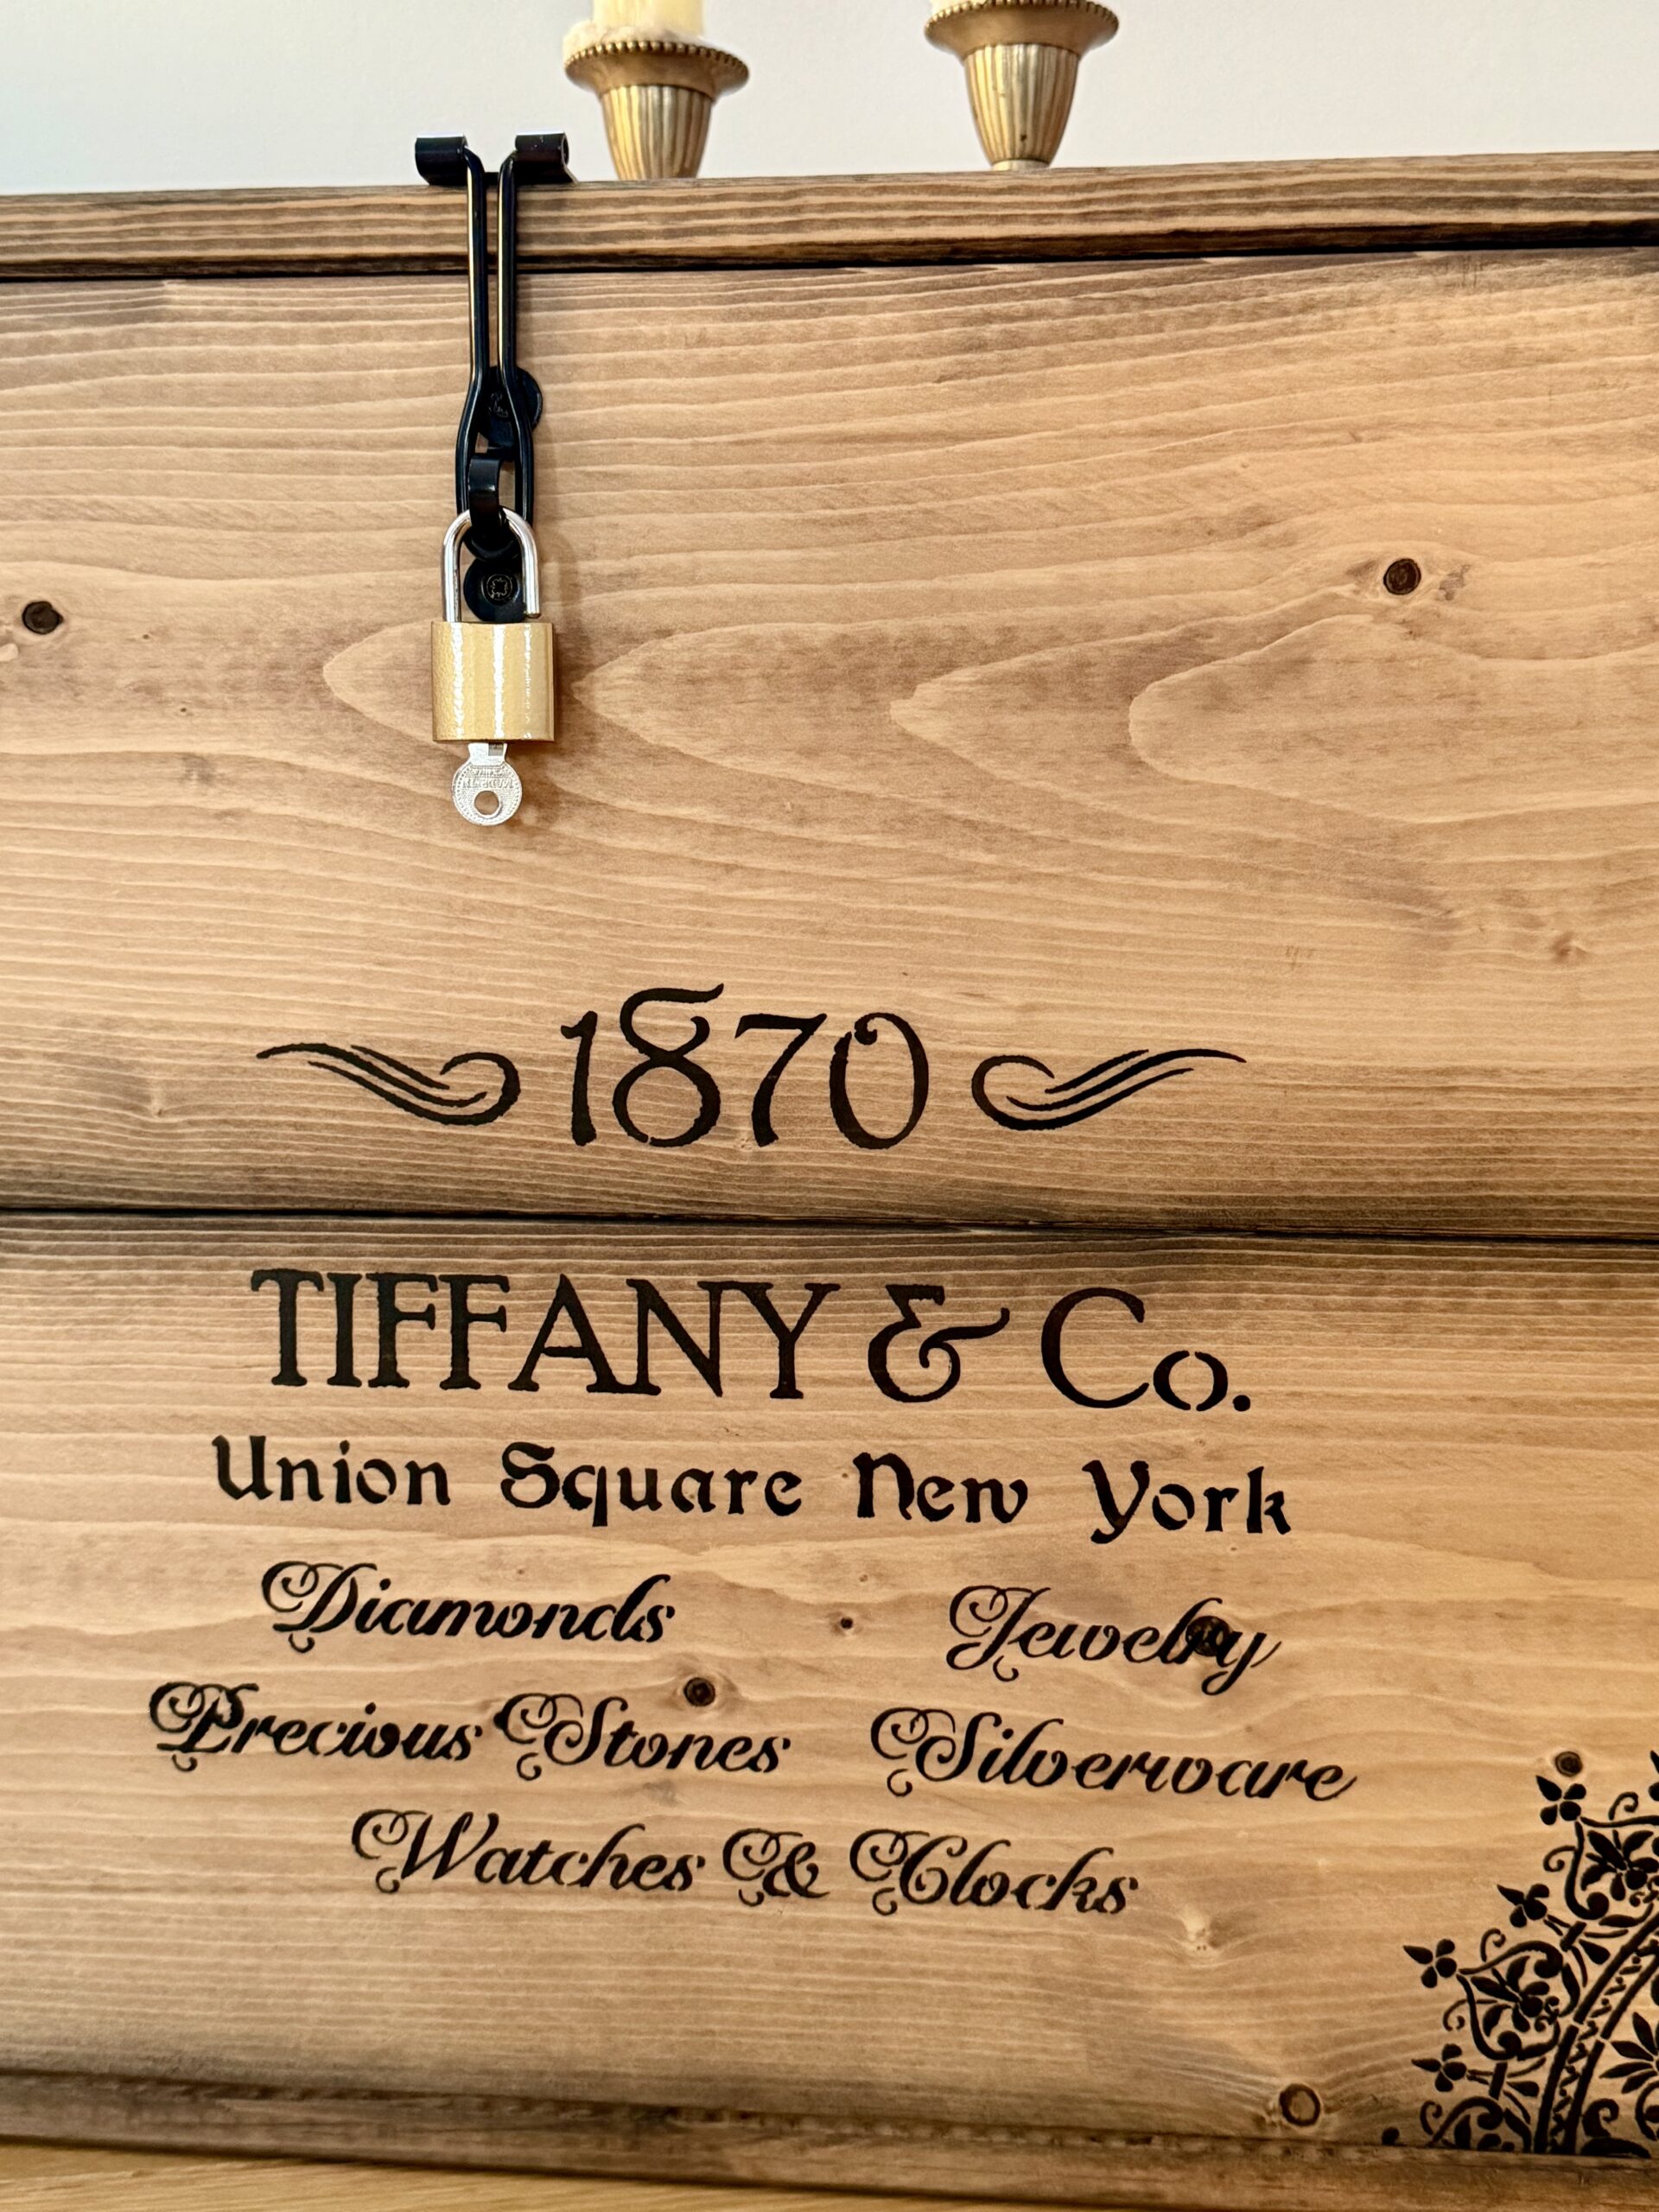 1870
TIFFANY & Co.
Union Square New York
Diamonds Jewelry
Precious Stones Silverware
Watches & Clocks